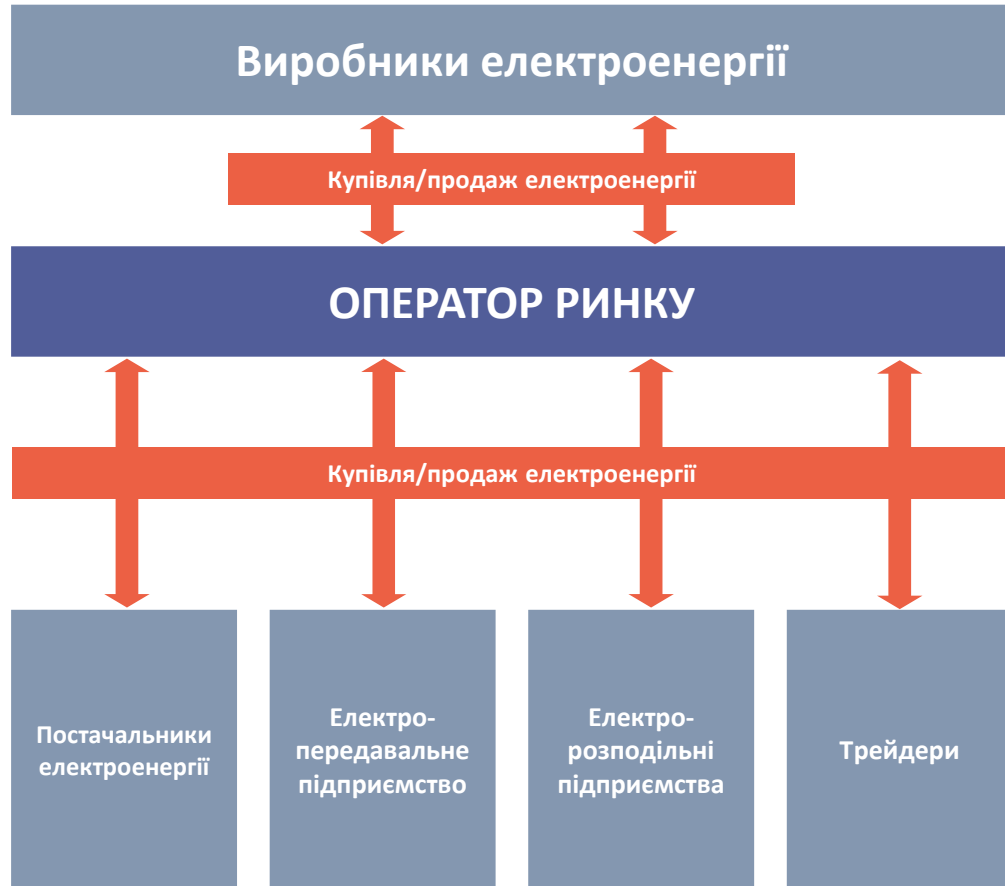 Виробники електроенергії
Купівля/продаж електроенергії
ОПЕРАТОР РИНКУ
Купівля/продаж електроенергії
Постачальники
електроенергії
Електро-
передавальне
підприємство
Електро-
розподільні
підприємства
Трейдери